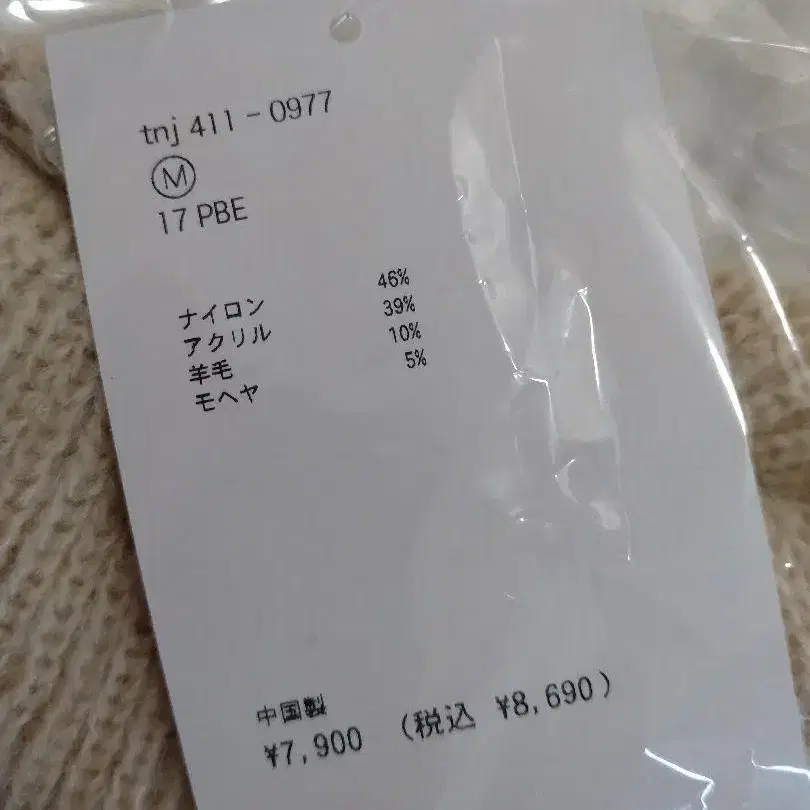 tnj 411-0977
M
17 PBE
ナイロン 46%
アクリル 39%
羊毛 10%
モヘヤ 5%
中国製
¥7,900 (税込 ¥8,690)